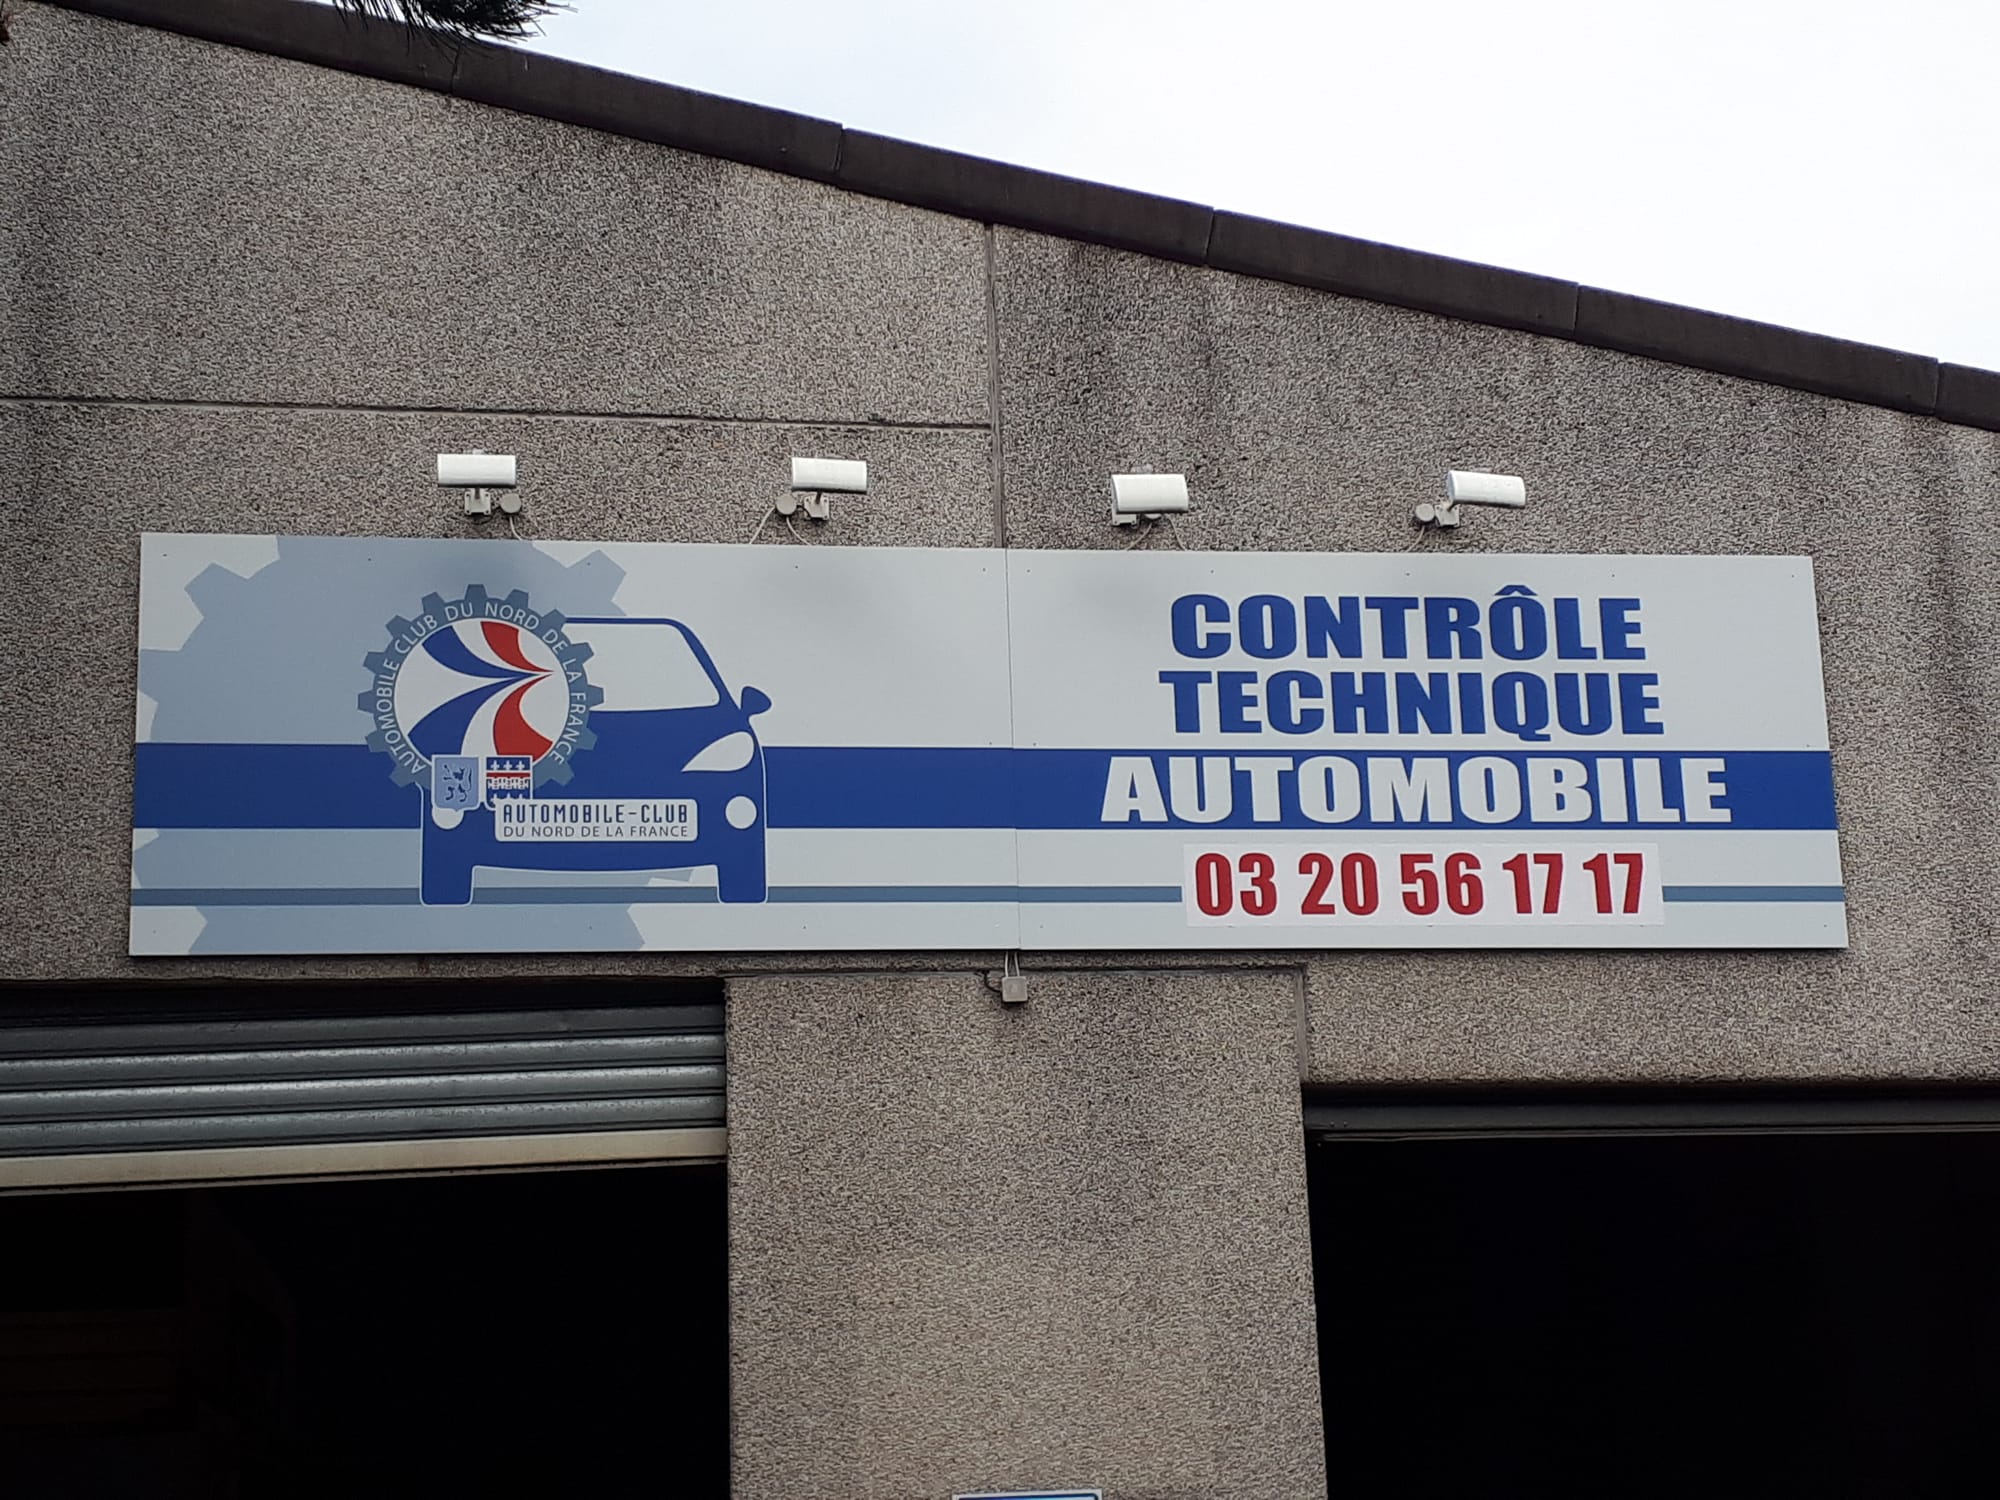 AUTOMOBILE CLUB DU NORD DE LA FRANCE
AUTOMOBILE-CLUB
DU NORD DE LA FRANCE
CONTRÔLE
TECHNIQUE
AUTOMOBILE
03 20 56 17 17